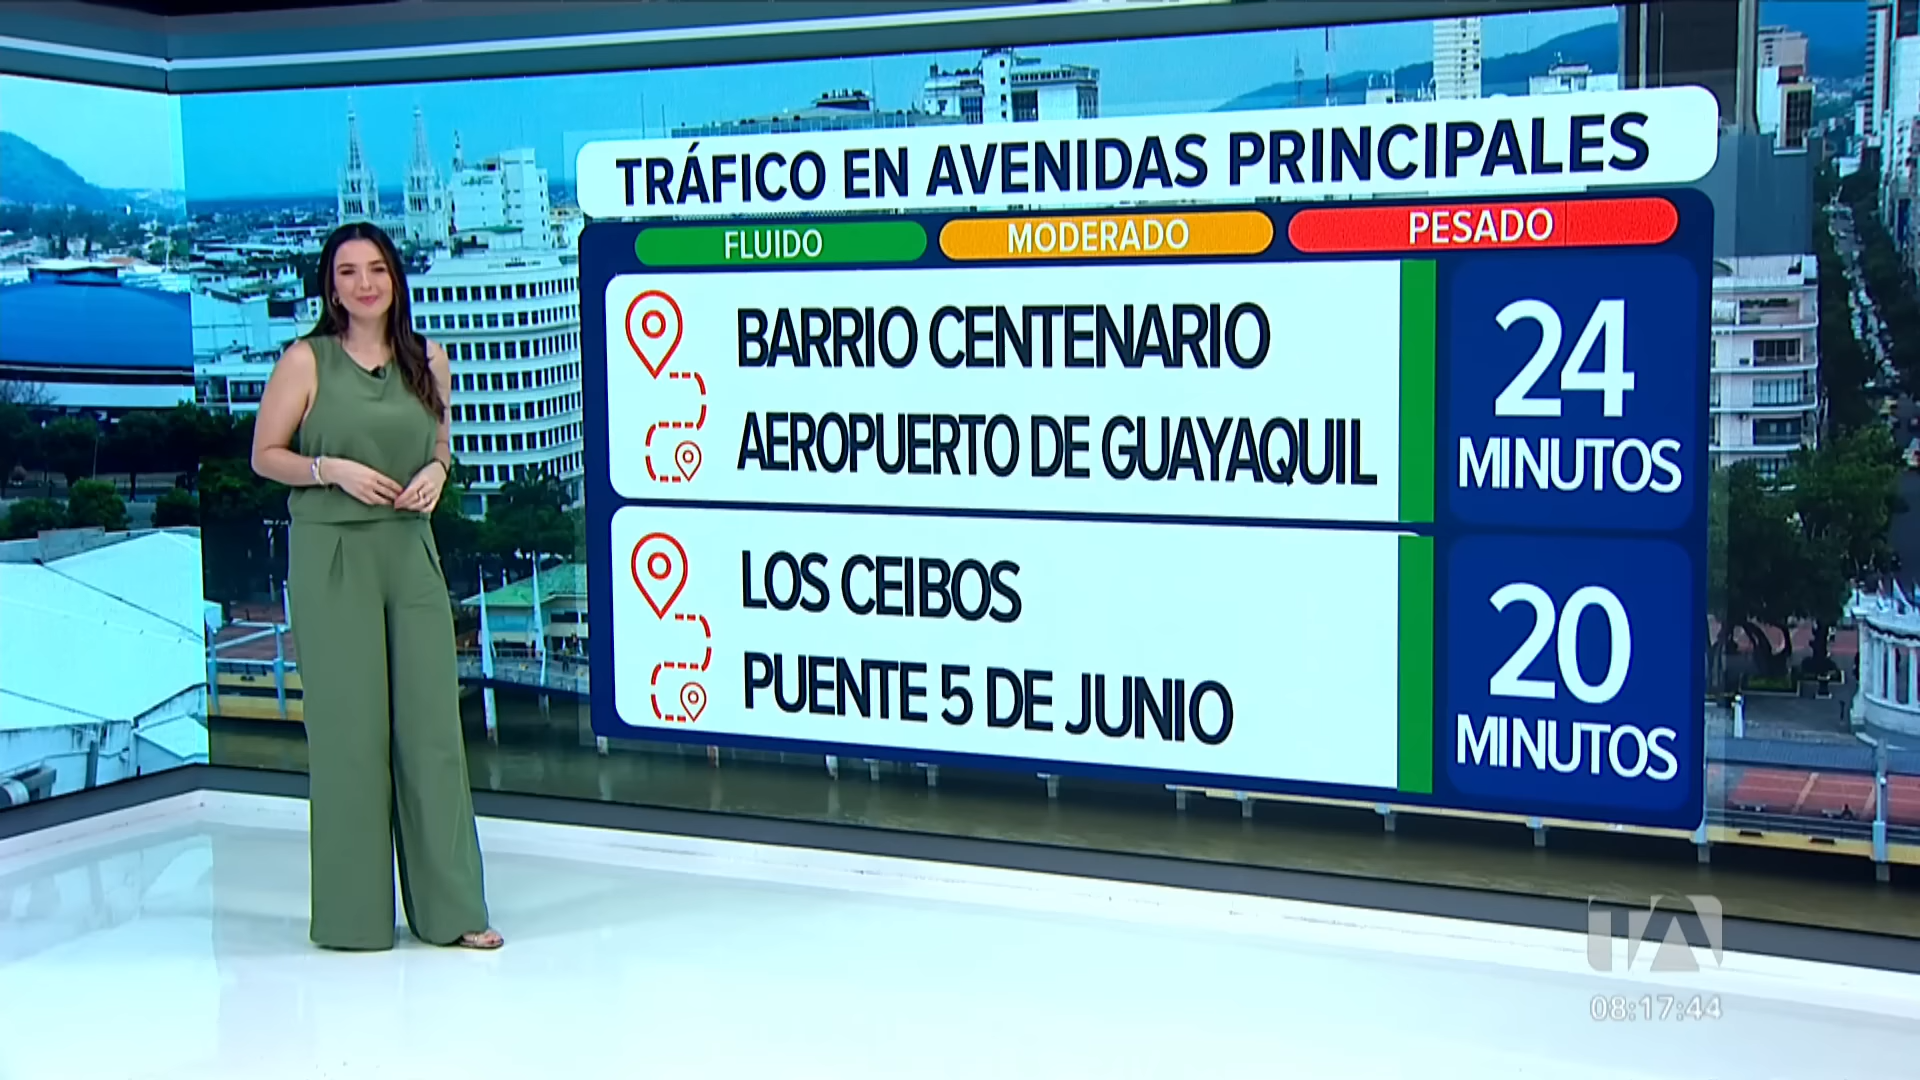 TRÁFICO EN AVENIDAS PRINCIPALES
FLUIDO MODERADO PESADO
BARRIO CENTENARIO
AEROPUERTO DE GUAYAQUIL
24
MINUTOS
LOS CEIBOS
PUENTE 5 DE JUNIO
20
MINUTOS
TA
08:17:44